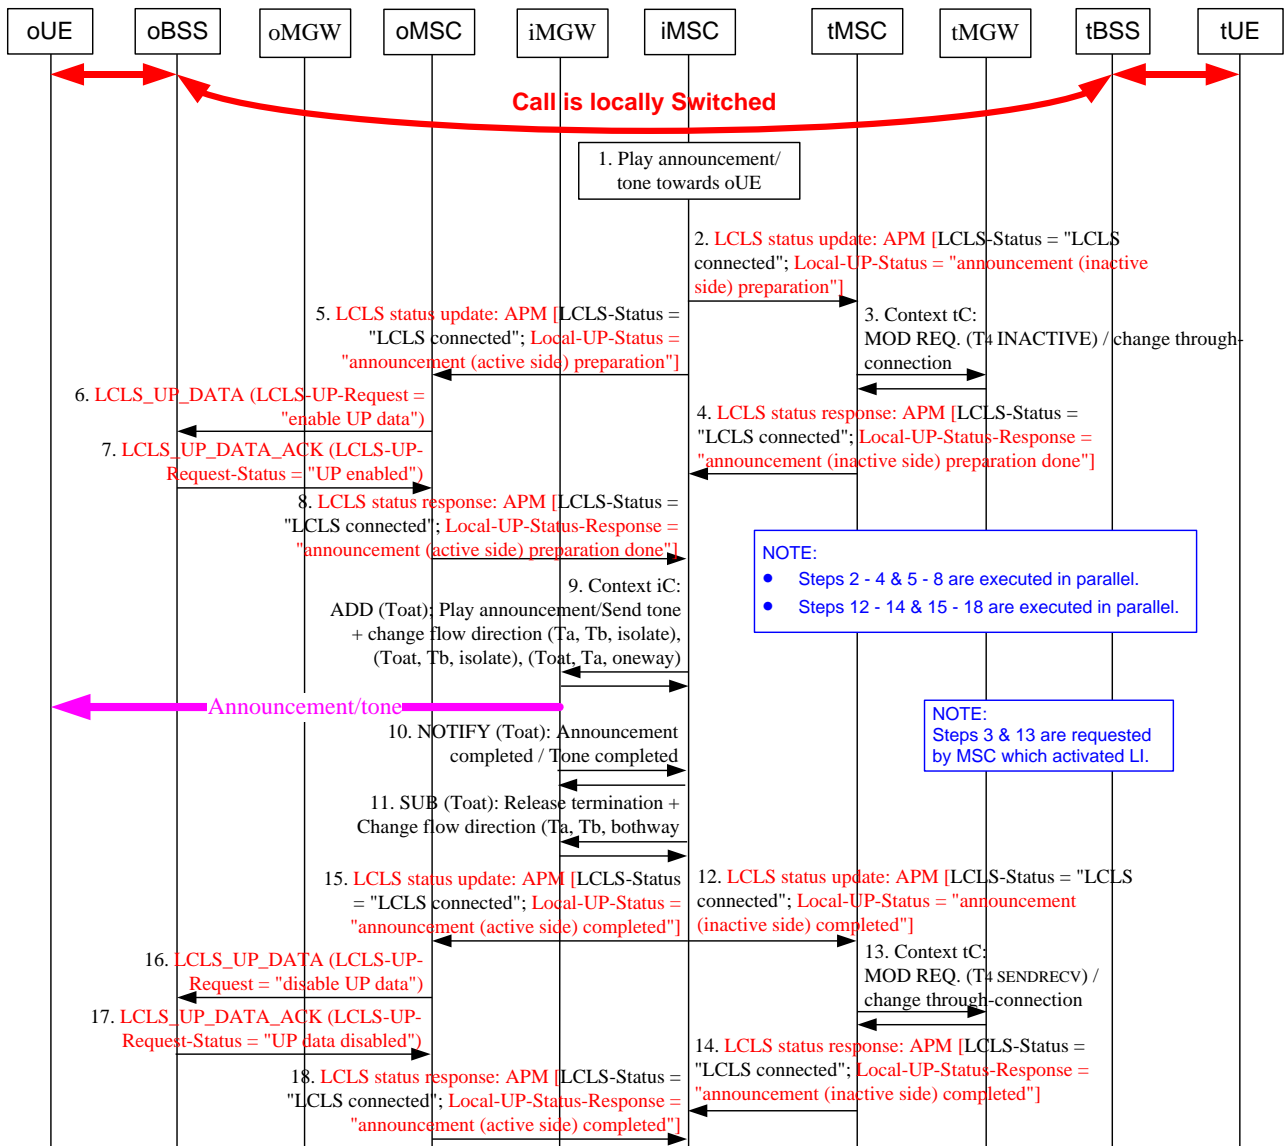 oUE
oBSS
oMGW
oMSC
iMGW
iMSC
tMSC
tMGW
tBSS
tUE
Call is locally Switched
1. Play announcement/
tone towards oUE
2. LCLS status update: APM [LCLS-Status = "LCLS
connected"; Local-UP-Status = "announcement (inactive
side) preparation"]
3. Context tC:
MOD REQ. (T4 INACTIVE) / change through-
connection
5. LCLS status update: APM [LCLS-Status =
"LCLS connected"; Local-UP-Status =
"announcement (active side) preparation"]
6. LCLS_UP_DATA (LCLS-UP-Request =
"enable UP data")
4. LCLS status response: APM [LCLS-Status =
"LCLS connected"; Local-UP-Status-Response =
"announcement (inactive side) preparation done"]
7. LCLS_UP_DATA_ACK (LCLS-UP-
Request-Status = "UP enabled")
8. LCLS status response: APM [LCLS-Status =
"LCLS connected"; Local-UP-Status-Response =
"announcement (active side) preparation done"]
NOTE:
• Steps 2 - 4 & 5 - 8 are executed in parallel.
• Steps 12 - 14 & 15 - 18 are executed in parallel.
9. Context iC:
ADD (Toat); Play announcement/Send tone
+ change flow direction (Ta, Tb, isolate),
(Toat, Tb, isolate), (Toat, Ta, oneway)
Announcement/tone
NOTE:
Steps 3 & 13 are requested
by MSC which activated LI.
10. NOTIFY (Toat): Announcement
completed / Tone completed
11. SUB (Toat): Release termination +
Change flow direction (Ta, Tb, bothway
15. LCLS status update: APM [LCLS-Status
= "LCLS connected"; Local-UP-Status =
"announcement (active side) completed"]
12. LCLS status update: APM [LCLS-Status = "LCLS
connected"; Local-UP-Status = "announcement
(inactive side) completed"]
13. Context tC:
MOD REQ. (T4 SENDRECV) /
change through-connection
16. LCLS_UP_DATA (LCLS-UP-
Request = "disable UP data")
17. LCLS_UP_DATA_ACK (LCLS-UP-
Request-Status = "UP data disabled")
14. LCLS status response: APM [LCLS-Status =
"LCLS connected"; Local-UP-Status-Response =
"announcement (inactive side) completed"]
18. LCLS status response: APM [LCLS-Status =
"LCLS connected"; Local-UP-Status-Response =
"announcement (active side) completed"]